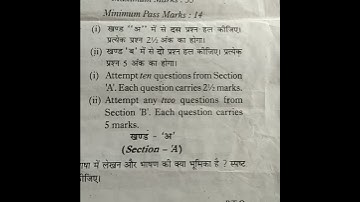 Minimum Pass Marks : 14
(i) खण्ड "अ" में से दस प्रश्न हल कीजिए।
प्रत्येक प्रश्न 2½ अंक का होगा।
(ii) खण्ड 'ब' में से दो प्रश्न हल कीजिए। प्रत्येक
प्रश्न 5 अंक का होगा।
(i) Attempt ten questions from Section
'A'. Each question carries 2½ marks.
(ii) Attempt any two questions from
Section 'B'. Each question carries
5 marks.
खण्ड - 'अ'
(Section – 'A')
में लेखन और भाषण की क्या भूमिका है ? स्पष्ट